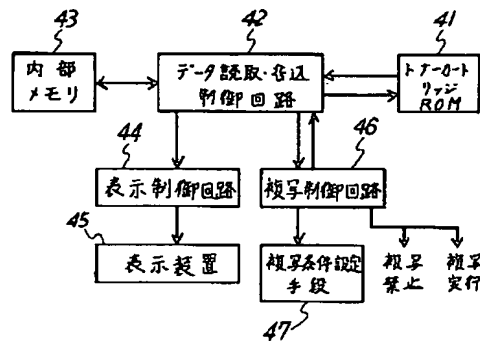 43
42
41
内部
メモリ
データ読取・書込
制御回路
トナーカート
リッジ
ROM
44
46
表示制御回路
複写制御回路
45
表示装置
複写条件設定
手段
複写
禁止
複写
実行
47